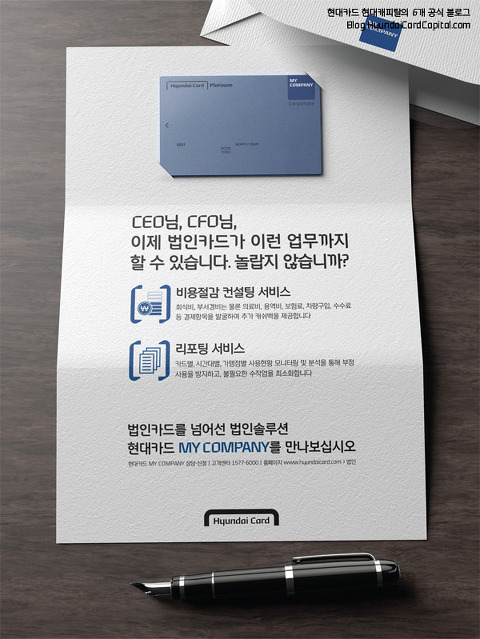 현대카드 현대캐피탈의 6개 공식 블로그
Blog.HyundaiCardCapital.com
COMPANY
Hyundai Card Platinum
MY
COMPANY
Corporate
CEO님, CFO님,
이제 법인카드가 이런 업무까지
할 수 있습니다. 놀랍지 않습니까?
비용절감 컨설팅 서비스
회식비, 부서경비는 물론 의료비, 용역비, 보험료, 차량구입, 수수료
등 결제항목을 발굴하여 추가 캐쉬백을 제공합니다
리포팅 서비스
카드별, 시간대별, 가맹점별 사용현황 모니터링 및 분석을 통해 부정
사용을 방지하고, 불필요한 수작업을 최소화합니다
법인카드를 넘어선 법인솔루션
현대카드 MY COMPANY를 만나보십시오
현대카드 MY COMPANY 상담·신청 | 고객센터 1577-6000 | 홈페이지 www.hyundaicard.com > 법인
Hyundai Card